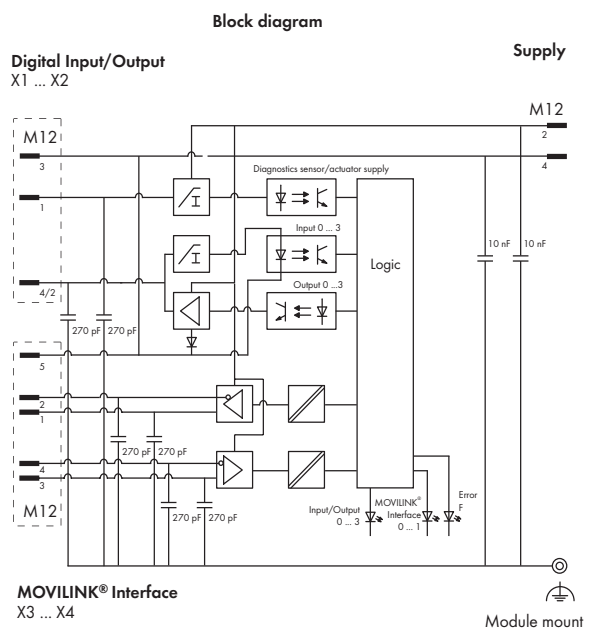 Block diagram
Digital Input/Output
X1 ... X2
Supply
M12
M12
2
3
4
Diagnostics sensor/actuator supply
1
Input 0 ... 3
10 nF
10 nF
Logic
4/2
Output 0 ...3
270 pF
270 pF
5
2
1
270 pF
270 pF
4
3
M12
270 pF
270 pF
Input/Output
0 ... 3
MOVILINK®
Interface
0 ... 1
Error
F
MOVILINK® Interface
X3 ... X4
Module mount